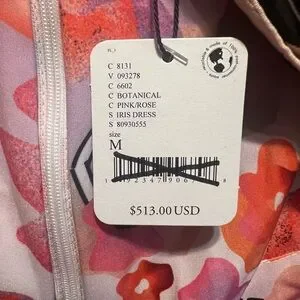 C 8131
V 093278
C 6602
C BOTANICAL
C PINK/ROSE
S IRIS DRESS
S 80930555
size
M
$513.00 USD